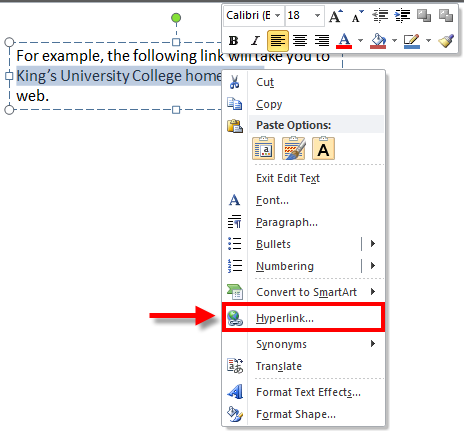 Calibri (E 18 A A
B I A
For example, the following link will take you to
King's University College home
web.
Cut
Copy
Paste Options:
a A
Exit Edit Text
A Font...
Paragraph...
Bullets
Numbering
Convert to SmartArt
Hyperlink...
Synonyms
Translate
Format Text Effects...
Format Shape...